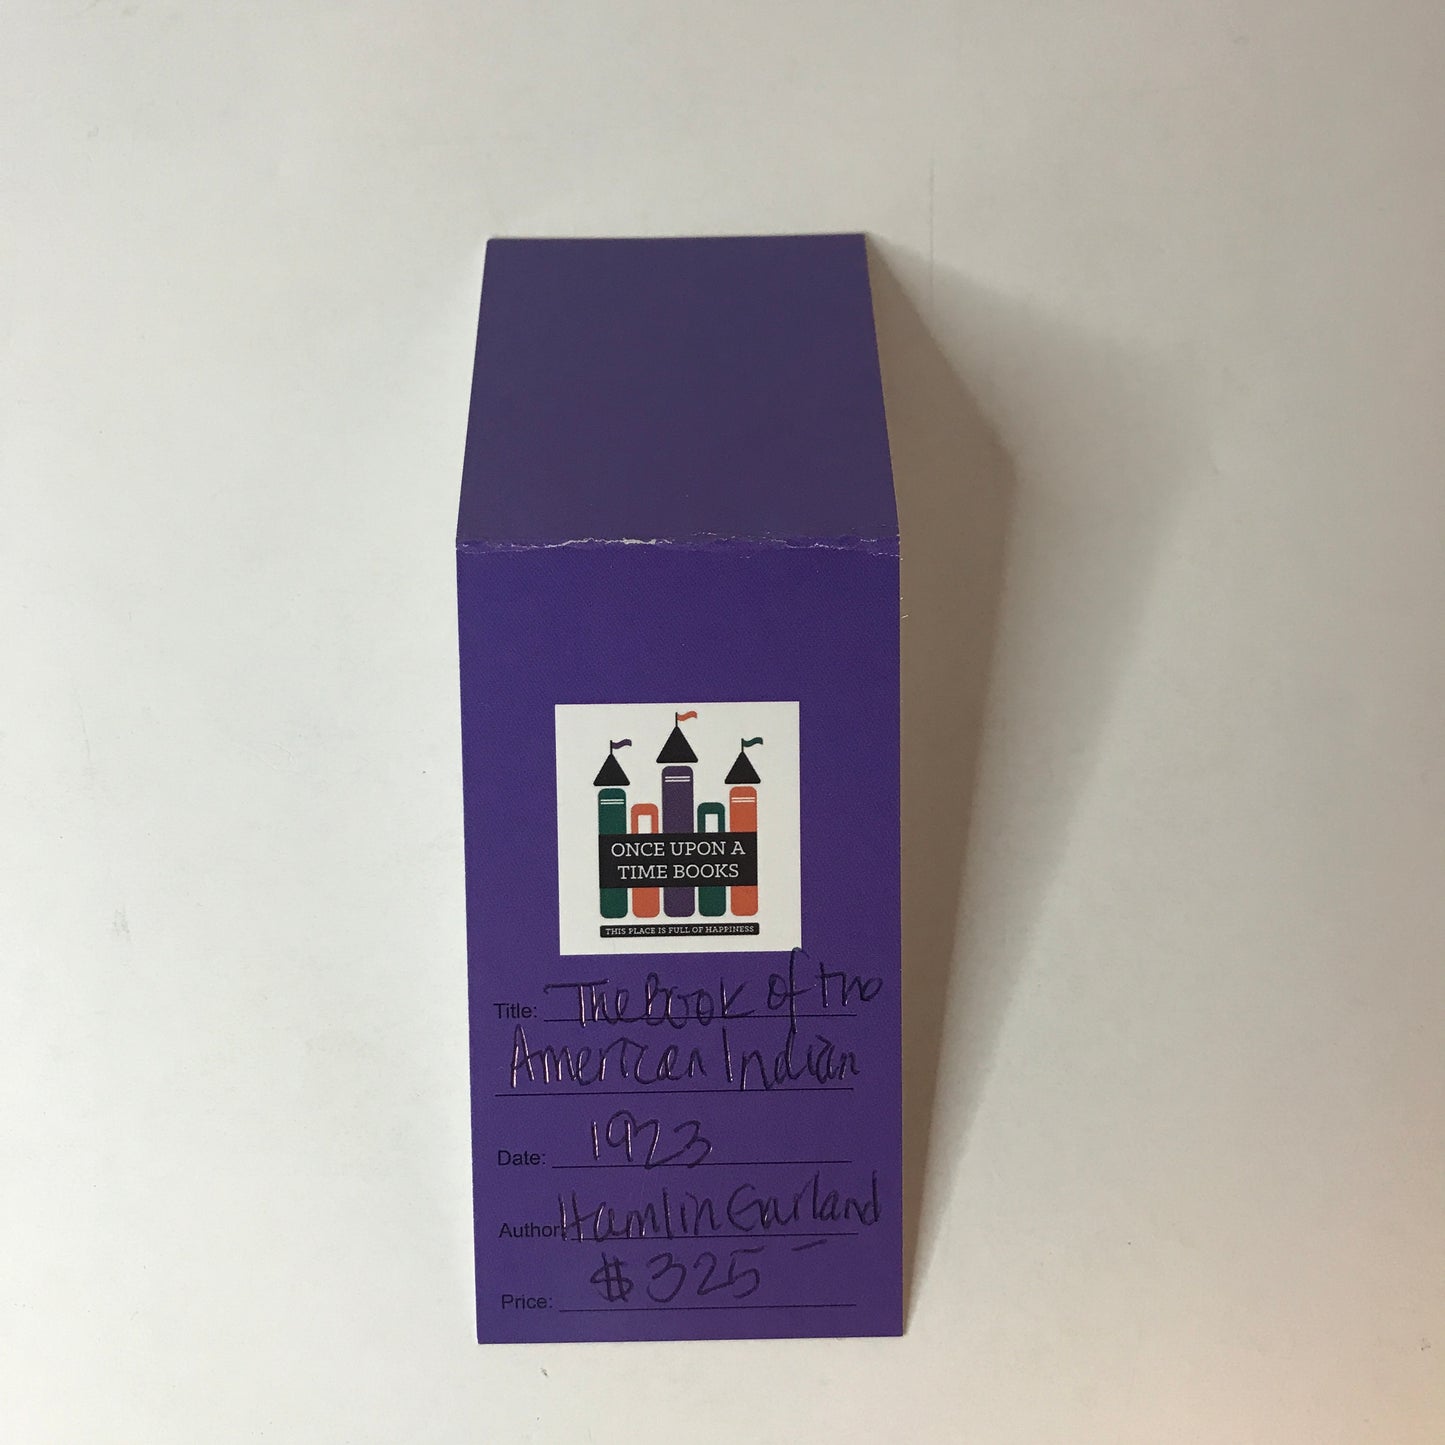 ONCE UPON A
TIME BOOKS
THIS PLACE IS FULL OF HAPPINESS
Title: The Book of the
American Indian
Date: 1923
Author: Hamlin Garland
Price: $325-